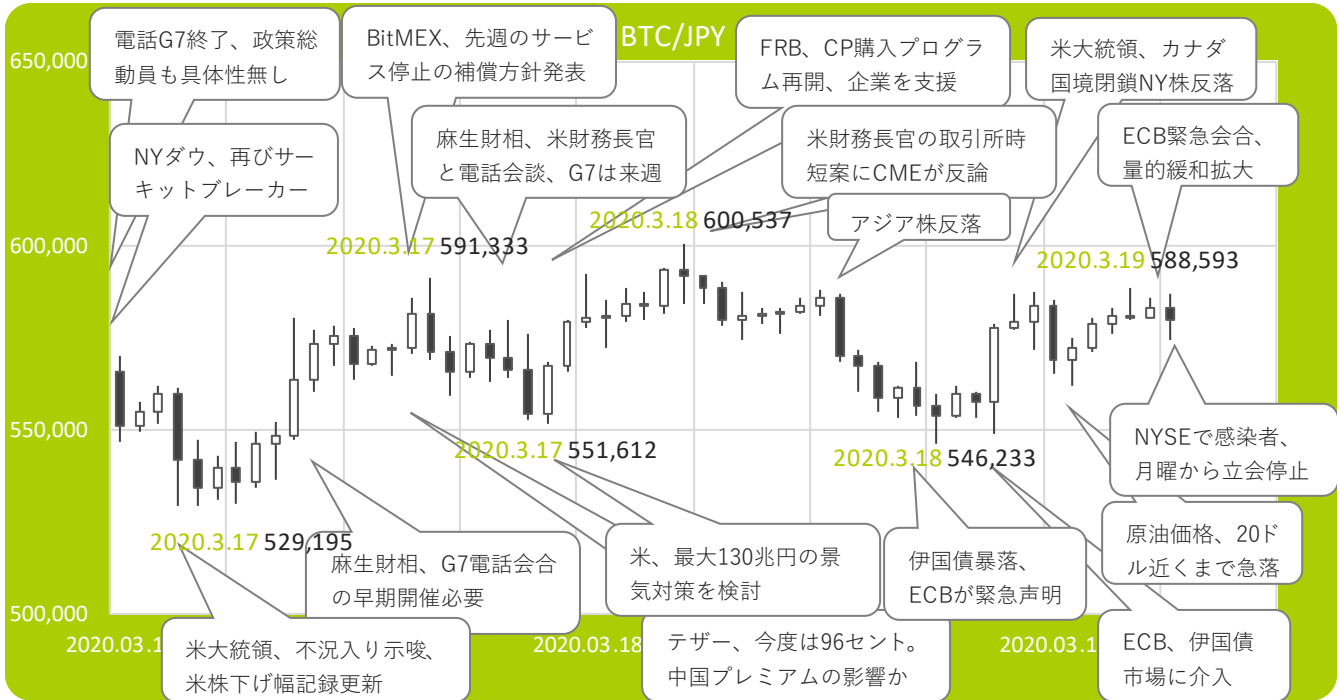 BTC/JPY
650,000
600,000
550,000
500,000
電話G7終了、政策総
動員も具体性無し
BitMEX、先週のサービ
ス停止の補償方針発表
FRB、CP購入プログラ
ム再開、企業を支援
米大統領、カナダ
国境閉鎖NY株反落
NYダウ、再びサー
キットブレーカー
麻生財相、米財務長官
と電話会談、G7は来週
米財務長官の取引所時
短案にCMEが反論
ECB緊急会合、
量的緩和拡大
アジア株反落
2020.3.17 591,333
2020.3.18 600,537
2020.3.19 588,593
2020.3.17 551,612
2020.3.18 546,233
2020.3.17 529,195
NYSEで感染者、
月曜から立会停止
麻生財相、G7電話会合
の早期開催必要
米、最大130兆円の景
気対策を検討
伊国債暴落、
ECBが緊急声明
原油価格、20ド
ル近くまで急落
米大統領、不況入り示唆、
米株下げ幅記録更新
テザー、今度は96セント。
中国プレミアムの影響か
ECB、伊国債
市場に介入
2020.03.1
2020.03.18
2020.03.1